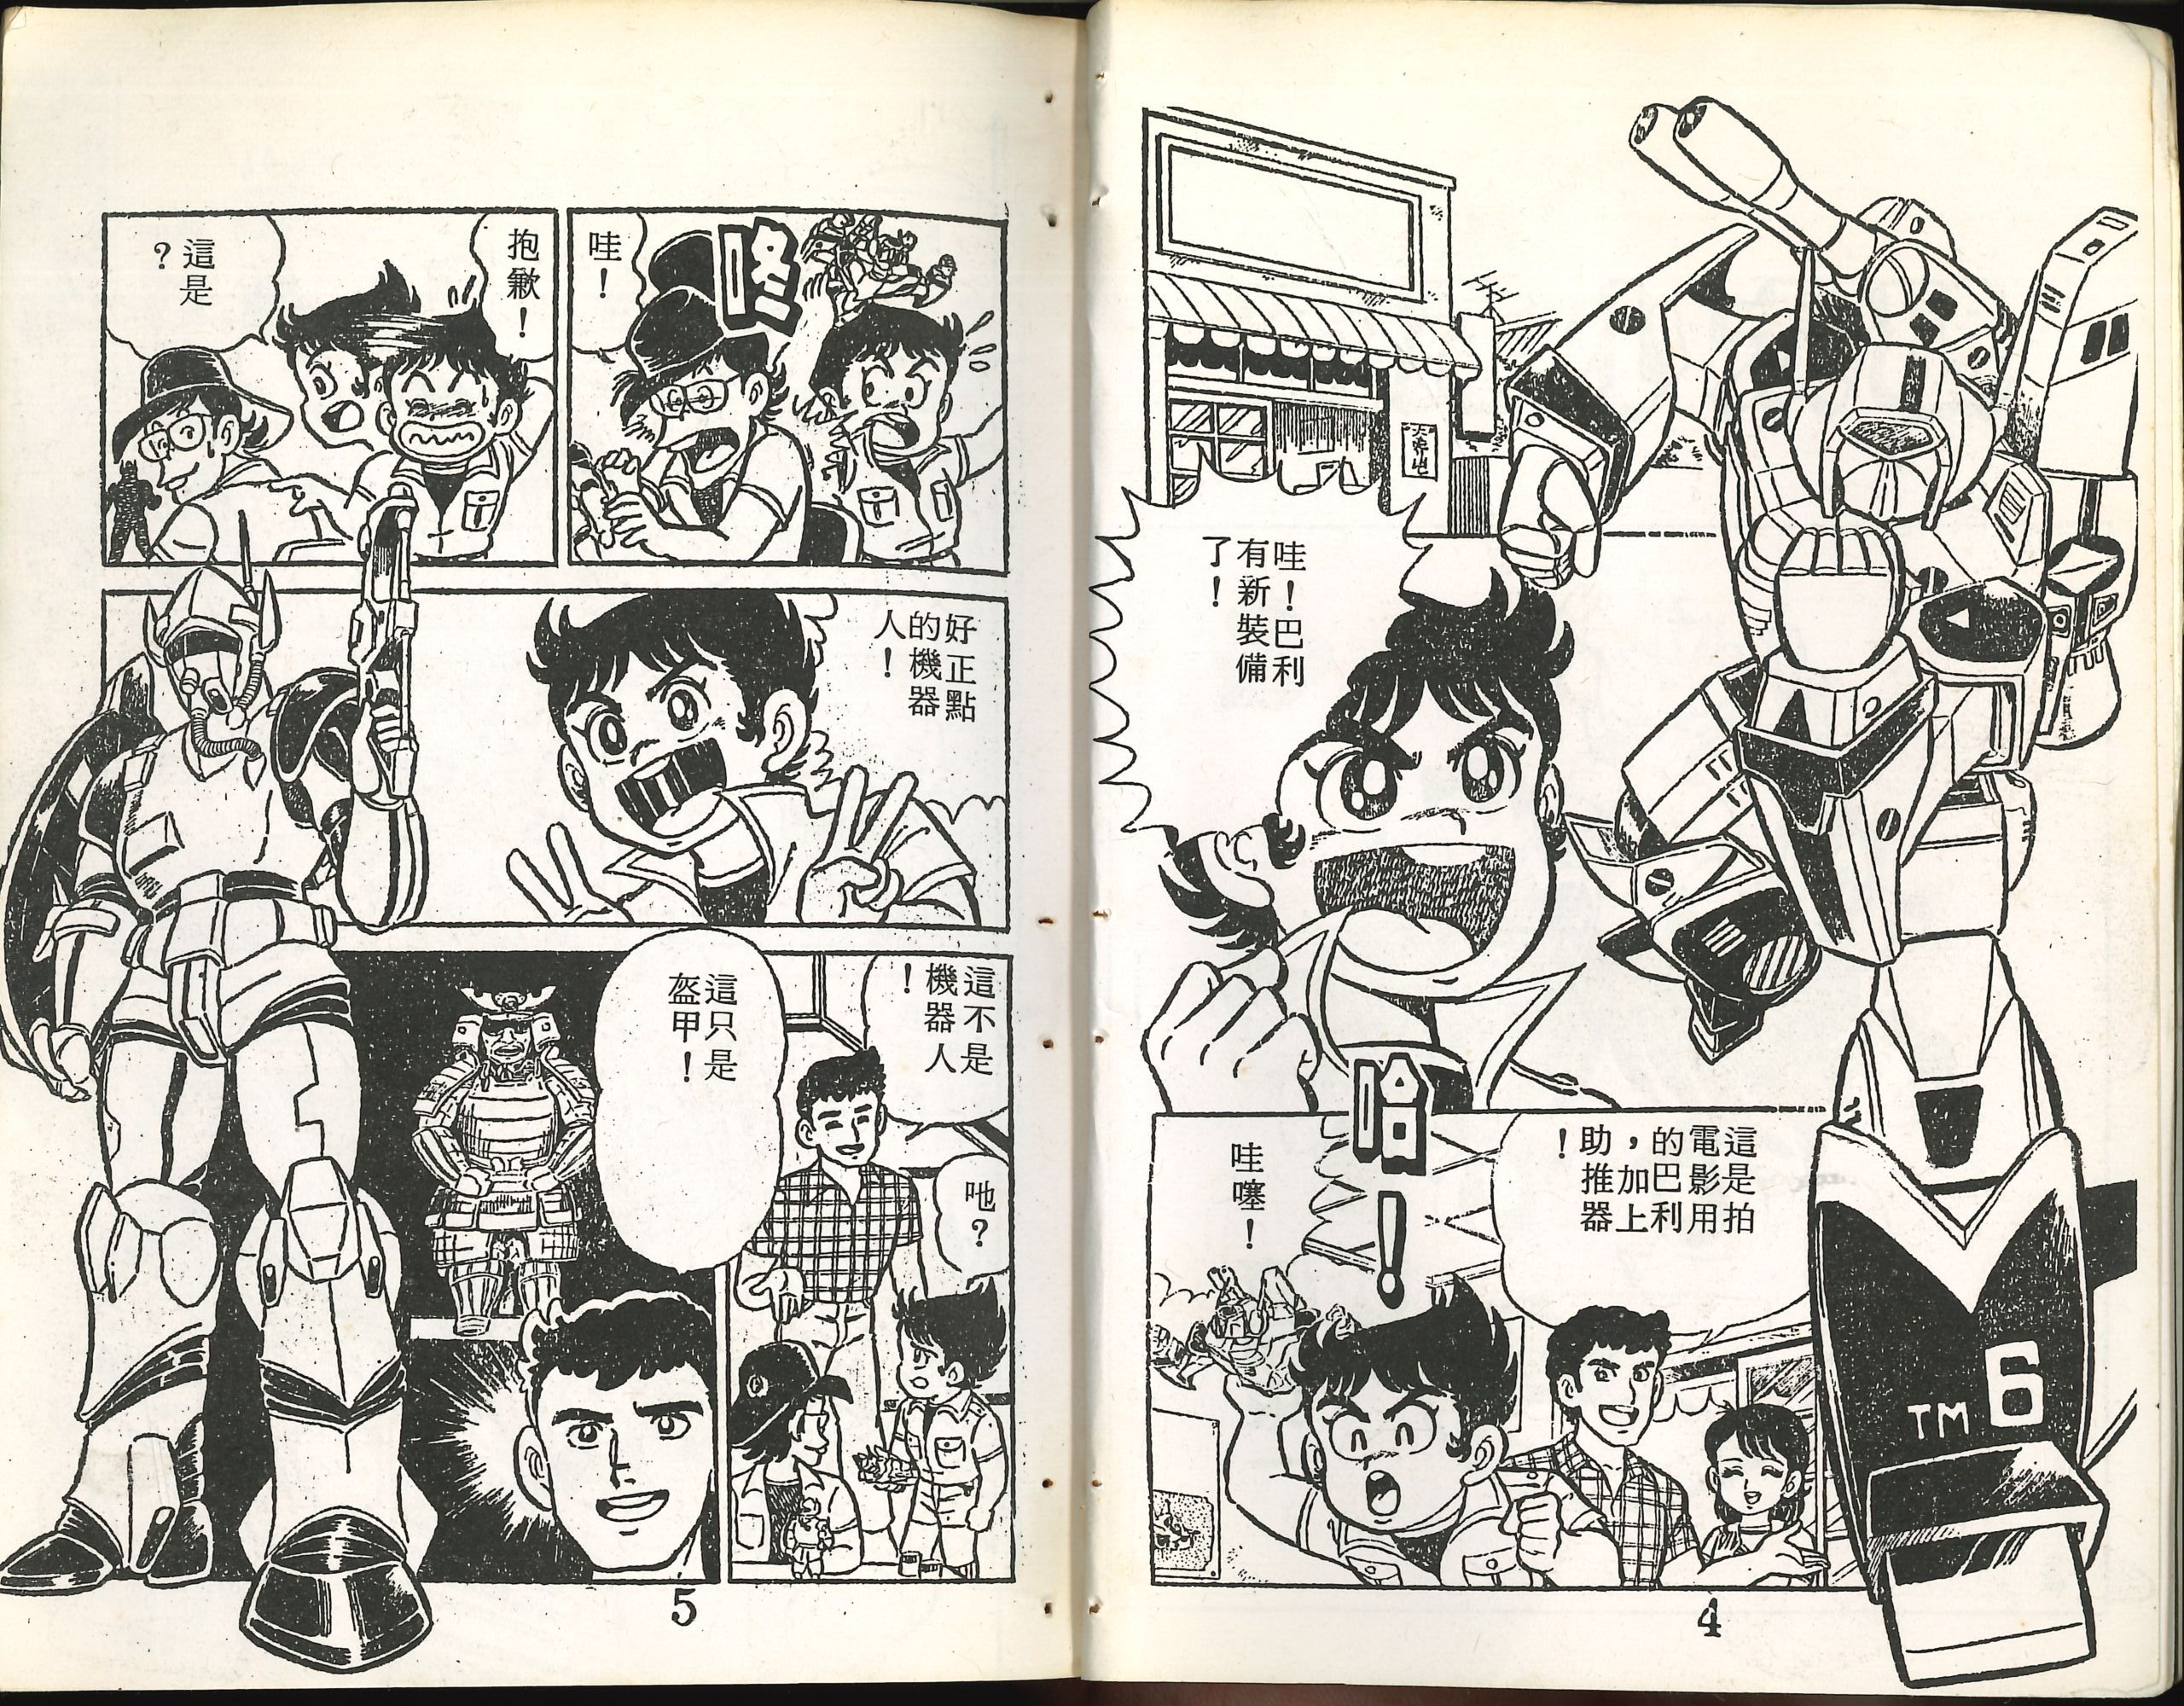 哇！巴利
有新裝備
了！
這是拍
電影用
的巴利
，加上
助推器
！
哈！
哇噻！
TM 6
4
咚
哇！
抱歉！
這是
？
好正點
的機器
人！
這不是
機器人
！
吔？
這只是
盔甲！
5